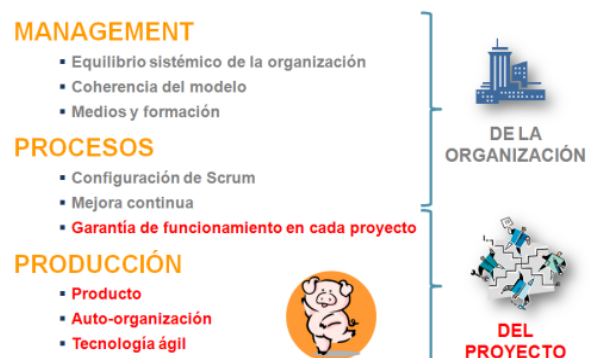 MANAGEMENT
▪ Equilibrio sistémico de la organización
▪ Coherencia del modelo
▪ Medios y formación
PROCESOS
▪ Configuración de Scrum
▪ Mejora continua
▪ Garantía de funcionamiento en cada proyecto
PRODUCCIÓN
▪ Producto
▪ Auto-organización
▪ Tecnología ágil
DE LA
ORGANIZACIÓN
DEL
PROYECTO